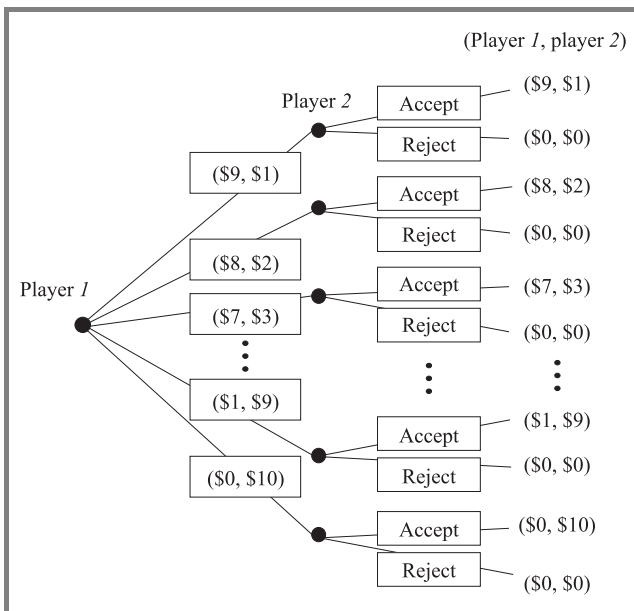 (Player 1, player 2)
Player 2
Accept
($9, $1)
Reject
($0, $0)
($9, $1)
Accept
($8, $2)
Reject
($0, $0)
($8, $2)
Player 1
Accept
($7, $3)
($7, $3)
Reject
($0, $0)
($1, $9)
Accept
($1, $9)
Reject
($0, $0)
($0, $10)
Accept
($0, $10)
Reject
($0, $0)